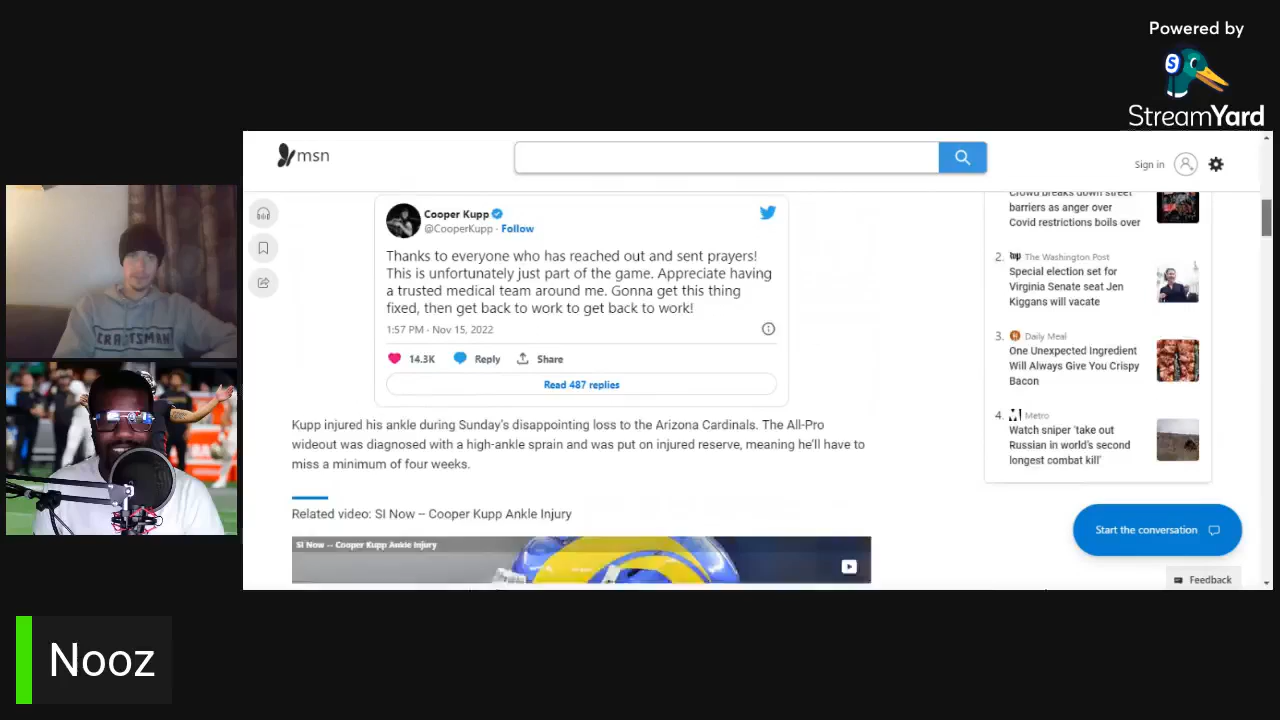 Powered by
S
StreamYard
msn
Sign in
Cooper Kupp
@CooperKupp · Follow
Thanks to everyone who has reached out and sent prayers!
This is unfortunately just part of the game. Appreciate having
a trusted medical team around me. Gonna get this thing
fixed, then get back to work to get back to work!
1:57 PM · Nov 15, 2022
14.3K Reply Share
Read 487 replies
Kupp injured his ankle during Sunday's disappointing loss to the Arizona Cardinals. The All-Pro
wideout was diagnosed with a high-ankle sprain and was put on injured reserve, meaning he'll have to
miss a minimum of four weeks.
Related video: SI Now -- Cooper Kupp Ankle Injury
SI Now -- Cooper Kupp Ankle Injury
Crowd breaks down street
barriers as anger over
Covid restrictions boils over
2. wp The Washington Post
Special election set for
Virginia Senate seat Jen
Kiggans will vacate
3. Daily Meal
One Unexpected Ingredient
Will Always Give You Crispy
Bacon
4. M Metro
Watch sniper 'take out
Russian in world's second
longest combat kill'
Start the conversation
Feedback
CRAFTSMAN
Nooz